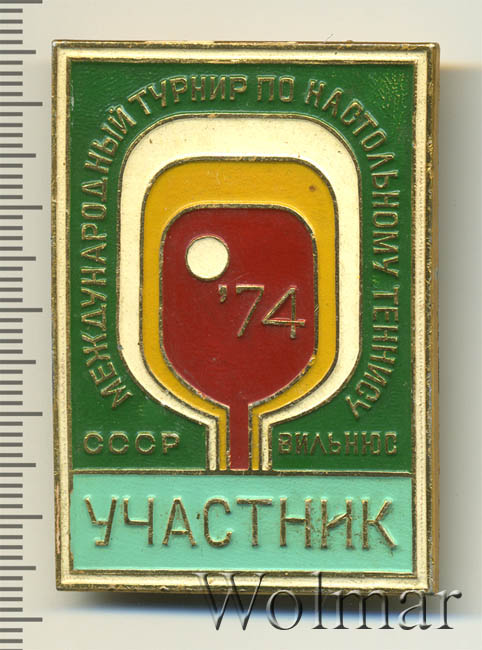 МЕЖДУНАРОДНЫЙ ТУРНИР ПО НАСТОЛЬНОМУ ТЕННИСУ
'74
СССР ВИЛЬНЮС
УЧАСТНИК
Wolmar